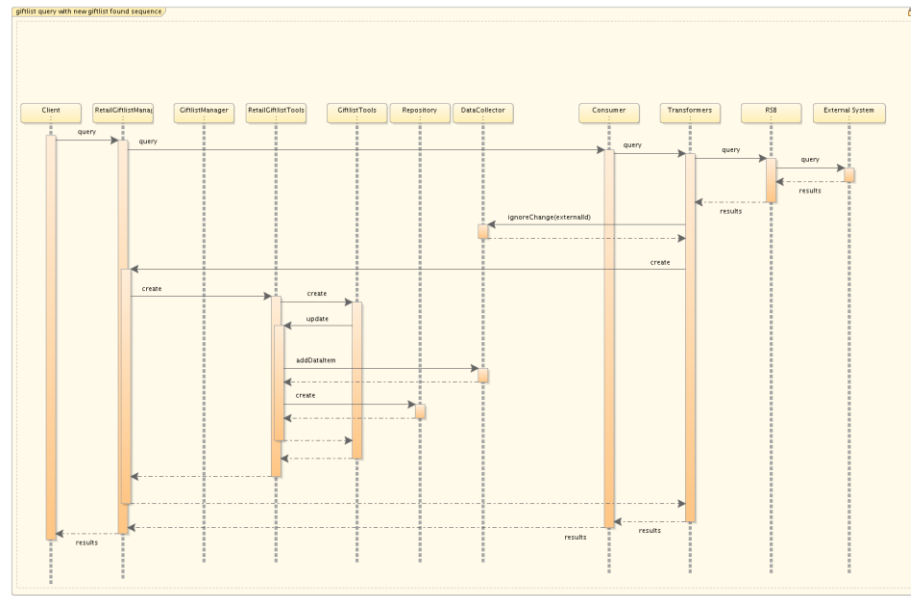 giftlist query with new giftlist found sequence
Client RetailGiftlistManag GiftlistManager RetailGiftlistTools GiftlistTools Repository DataCollector Consumer Transformers RSB External System
query
query
query
query
query
results
results
ignoreChange(externalId)
create
create
create
update
addDataItem
create
results
results
results